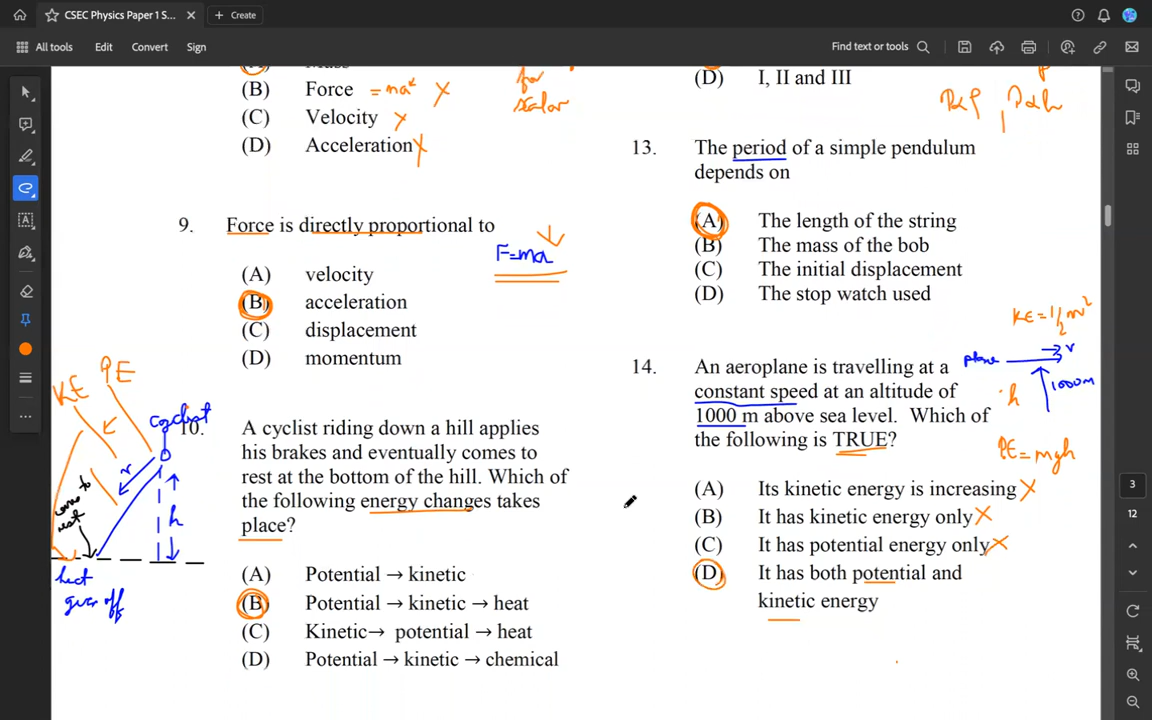 CSEC Physics Paper 1 S...
Create
All tools
Edit
Convert
Sign
Find text or tools
(B) Force = ma X
for
scalar
(C) Velocity X
(D) Acceleration X
9. Force is directly proportional to
F=ma
(A) velocity
(B) acceleration
(C) displacement
(D) momentum
KE PE
cyclist
10. A cyclist riding down a hill applies
his brakes and eventually comes to
rest at the bottom of the hill. Which of
the following energy changes takes
place?
v
h
come to
rest
heat
given off
(A) Potential → kinetic
(B) Potential → kinetic → heat
(C) Kinetic→ potential → heat
(D) Potential → kinetic → chemical
(D) I, II and III
13. The period of a simple pendulum
depends on
(A) The length of the string
(B) The mass of the bob
(C) The initial displacement
(D) The stop watch used
KE=1/2mv²
plane v
1000m
h
PE=mgh
14. An aeroplane is travelling at a
constant speed at an altitude of
1000 m above sea level. Which of
the following is TRUE?
(A) Its kinetic energy is increasing X
(B) It has kinetic energy only X
(C) It has potential energy only X
(D) It has both potential and
kinetic energy
3
12